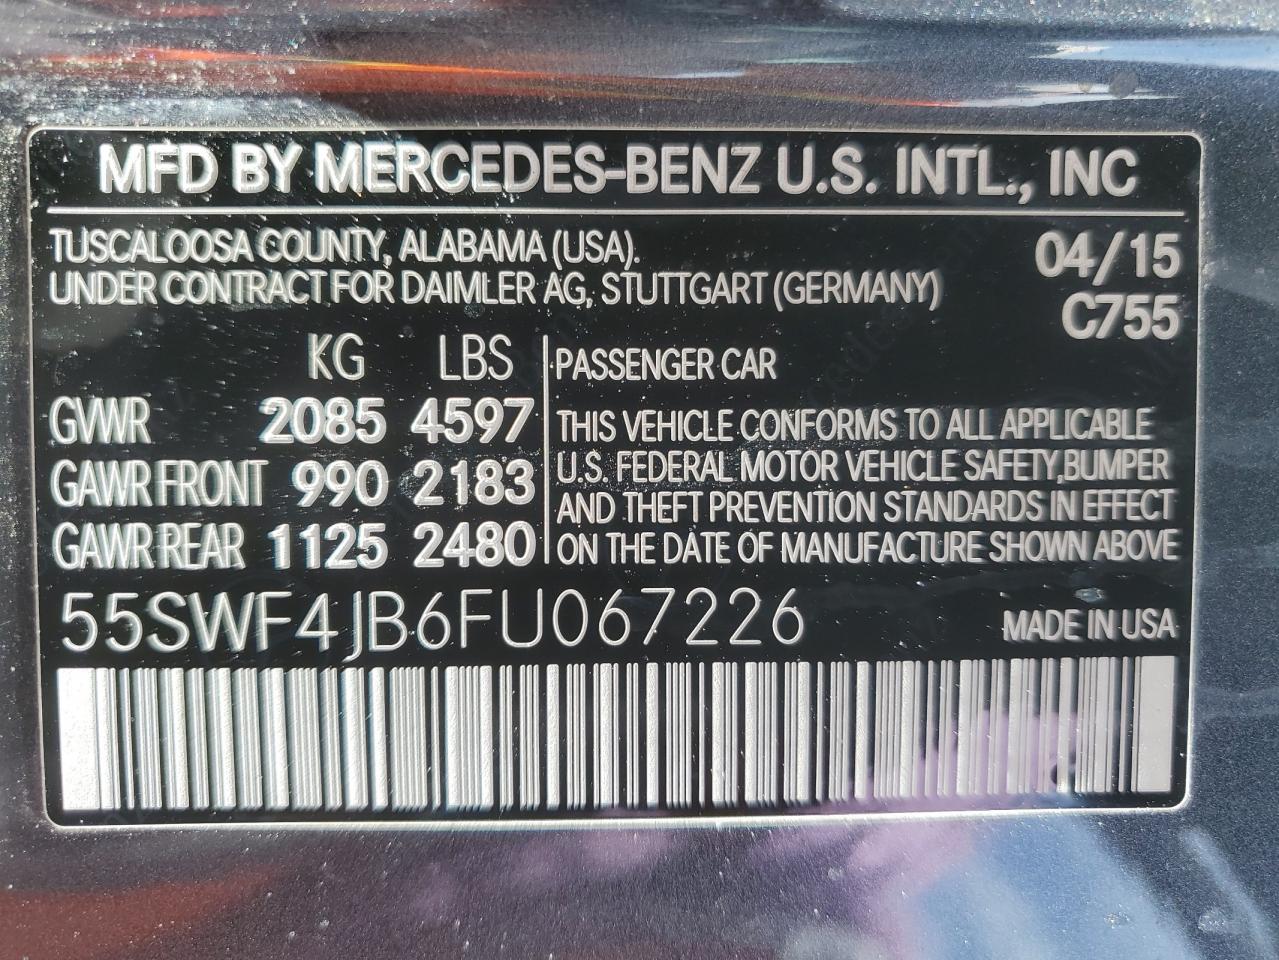 MFD BY MERCEDES-BENZ U.S. INTL., INC
TUSCALOOSA COUNTY, ALABAMA (USA). 04/15
UNDER CONTRACT FOR DAIMLER AG, STUTTGART (GERMANY) C755
KG LBS PASSENGER CAR
GVWR 2085 4597 THIS VEHICLE CONFORMS TO ALL APPLICABLE
GAWR FRONT 990 2183 U.S. FEDERAL MOTOR VEHICLE SAFETY,BUMPER
AND THEFT PREVENTION STANDARDS IN EFFECT
GAWR REAR 1125 2480 ON THE DATE OF MANUFACTURE SHOWN ABOVE
55SWF4JB6FU067226 MADE IN USA